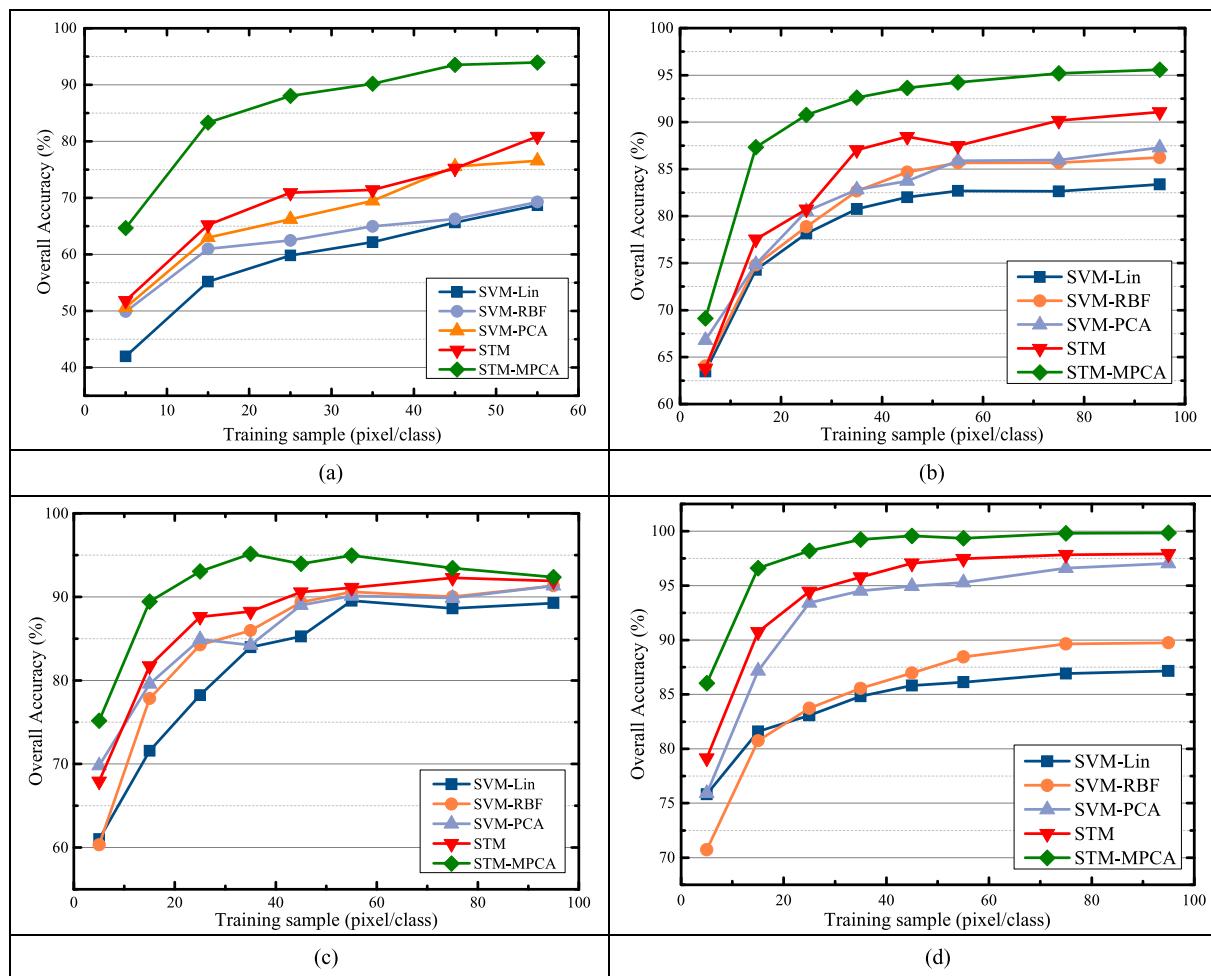 100
90
80
70
60
50
40
0 10 20 30 40 50 60
Overall Accuracy (%)
Training sample (pixel/class)
SVM-Lin
SVM-RBF
SVM-PCA
STM
STM-MPCA
(a)
100
95
90
85
80
75
70
65
60
0 20 40 60 80 100
Overall Accuracy (%)
Training sample (pixel/class)
SVM-Lin
SVM-RBF
SVM-PCA
STM
STM-MPCA
(b)
100
90
80
70
60
0 20 40 60 80 100
Overall Accuracy (%)
Training sample (pixel/class)
SVM-Lin
SVM-RBF
SVM-PCA
STM
STM-MPCA
(c)
100
95
90
85
80
75
70
0 20 40 60 80 100
Overall Accuracy (%)
Training sample (pixel/class)
SVM-Lin
SVM-RBF
SVM-PCA
STM
STM-MPCA
(d)